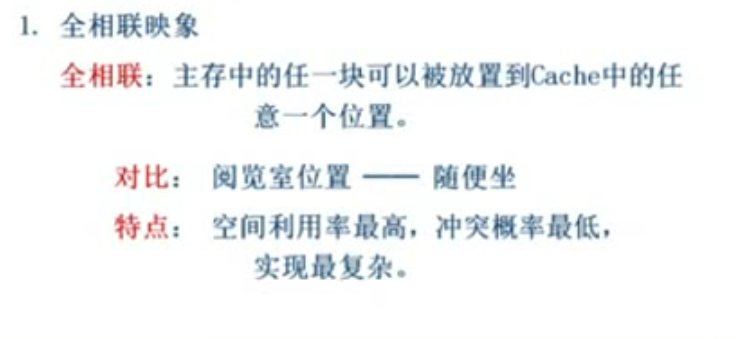 1. 全相联映象
全相联：主存中的任一块可以被放置到Cache中的任
意一个位置。
对比： 阅览室位置 —— 随便坐
特点： 空间利用率最高，冲突概率最低，
实现最复杂。